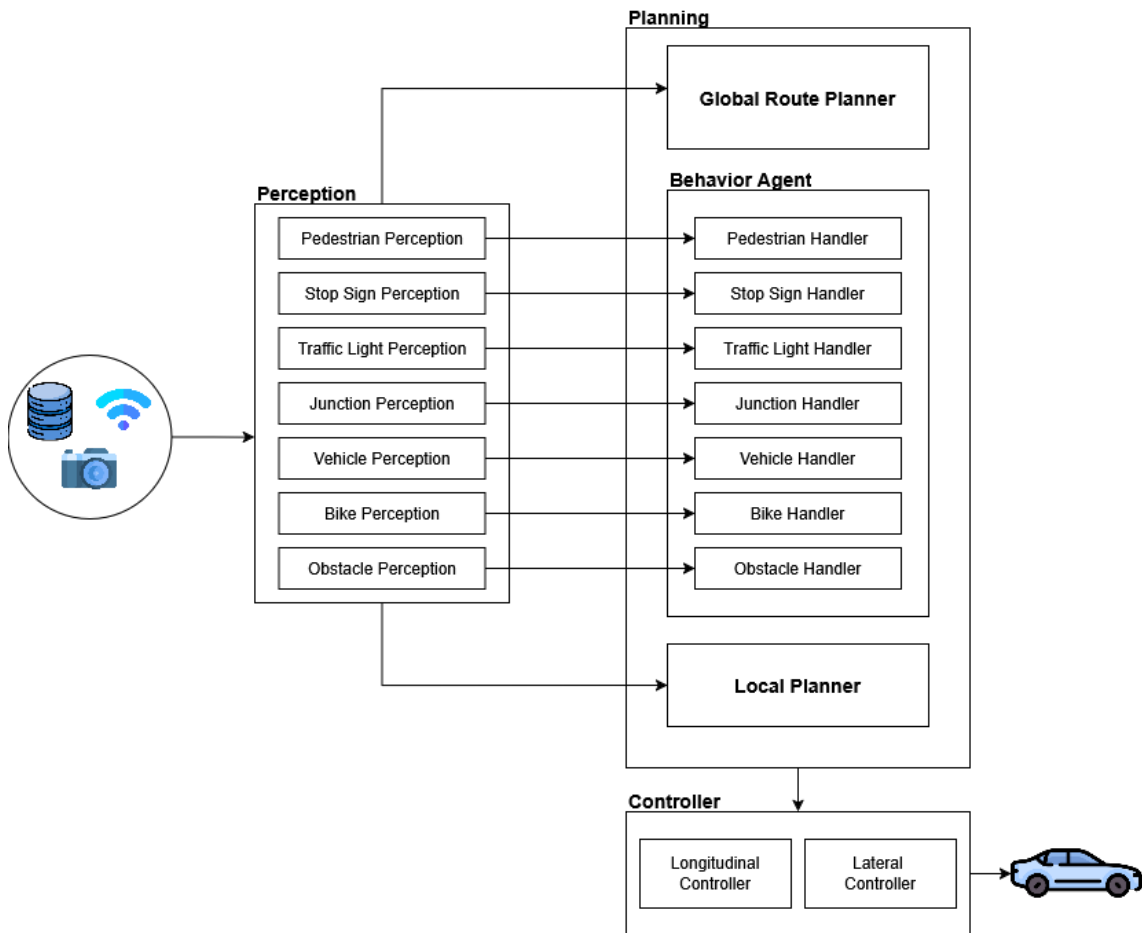 Planning
Global Route Planner
Perception
Behavior Agent
Pedestrian Perception
Pedestrian Handler
Stop Sign Perception
Stop Sign Handler
Traffic Light Perception
Traffic Light Handler
Junction Perception
Junction Handler
Vehicle Perception
Vehicle Handler
Bike Perception
Bike Handler
Obstacle Perception
Obstacle Handler
Local Planner
Controller
Longitudinal
Controller
Lateral
Controller